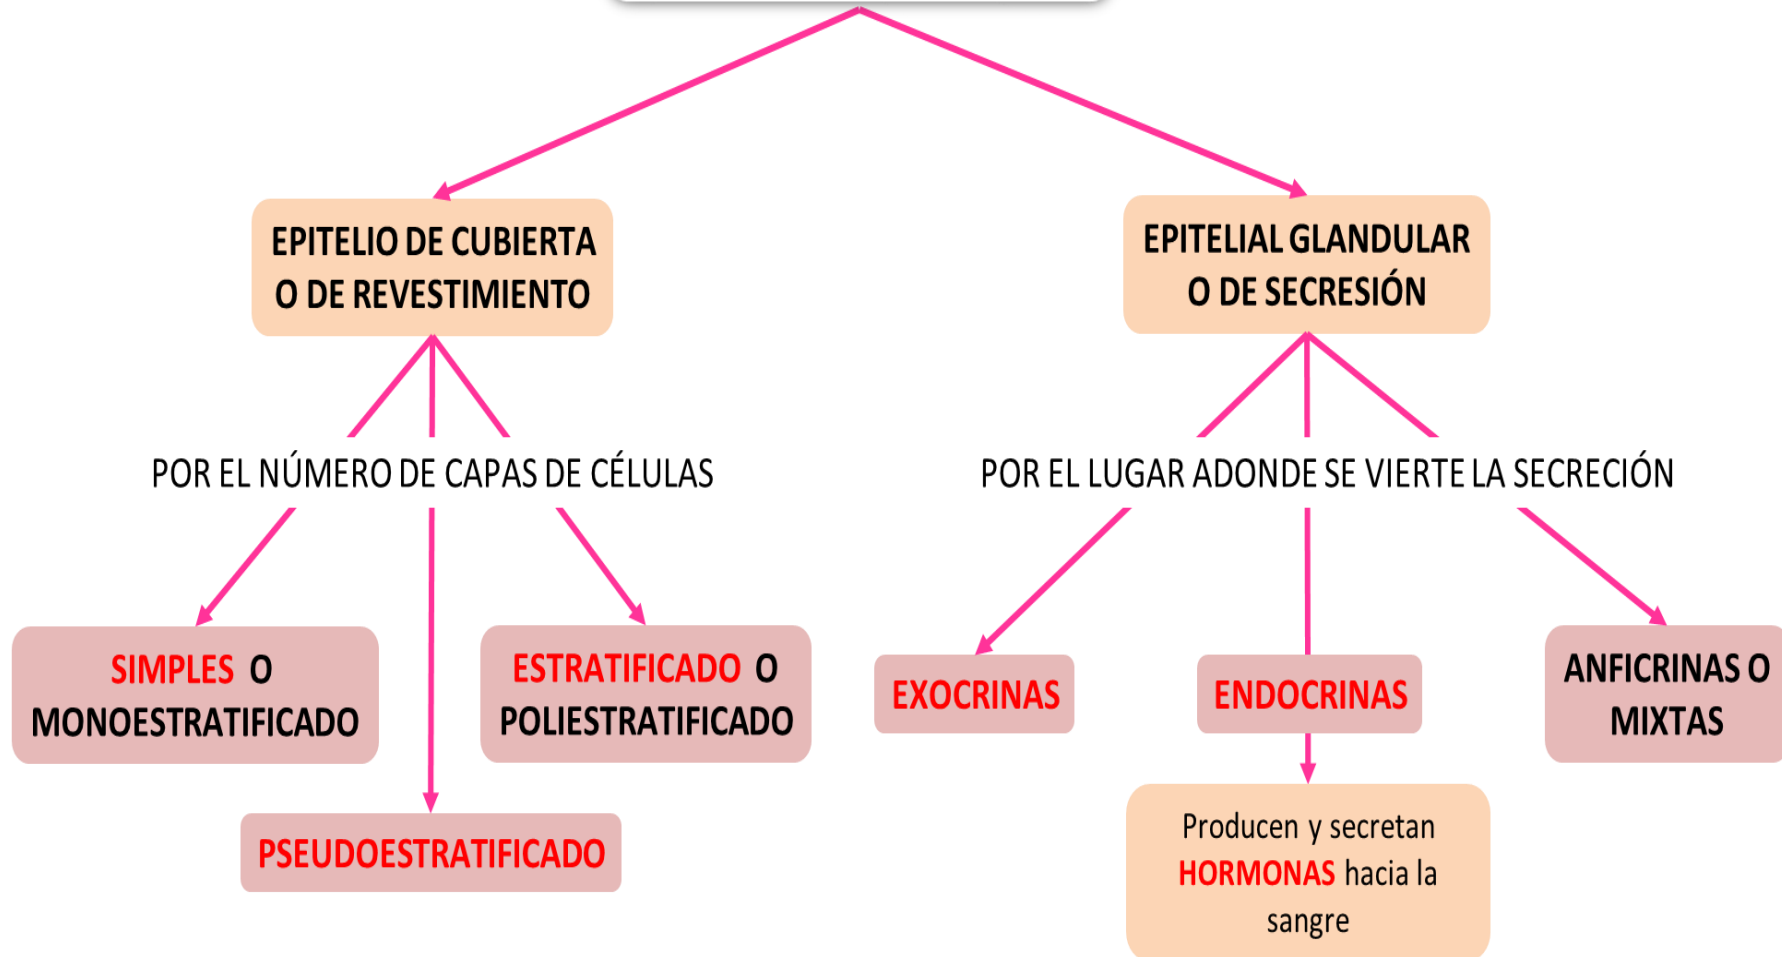 EPITELIO DE CUBIERTA
O DE REVESTIMIENTO
EPITELIAL GLANDULAR
O DE SECRESIÓN
POR EL NÚMERO DE CAPAS DE CÉLULAS
POR EL LUGAR ADONDE SE VIERTE LA SECRECIÓN
SIMPLES O
MONOESTRATIFICADO
ESTRATIFICADO O
POLIESTRATIFICADO
PSEUDOESTRATIFICADO
EXOCRINAS
ENDOCRINAS
ANFICRINAS O
MIXTAS
Producen y secretan
HORMONAS hacia la
sangre